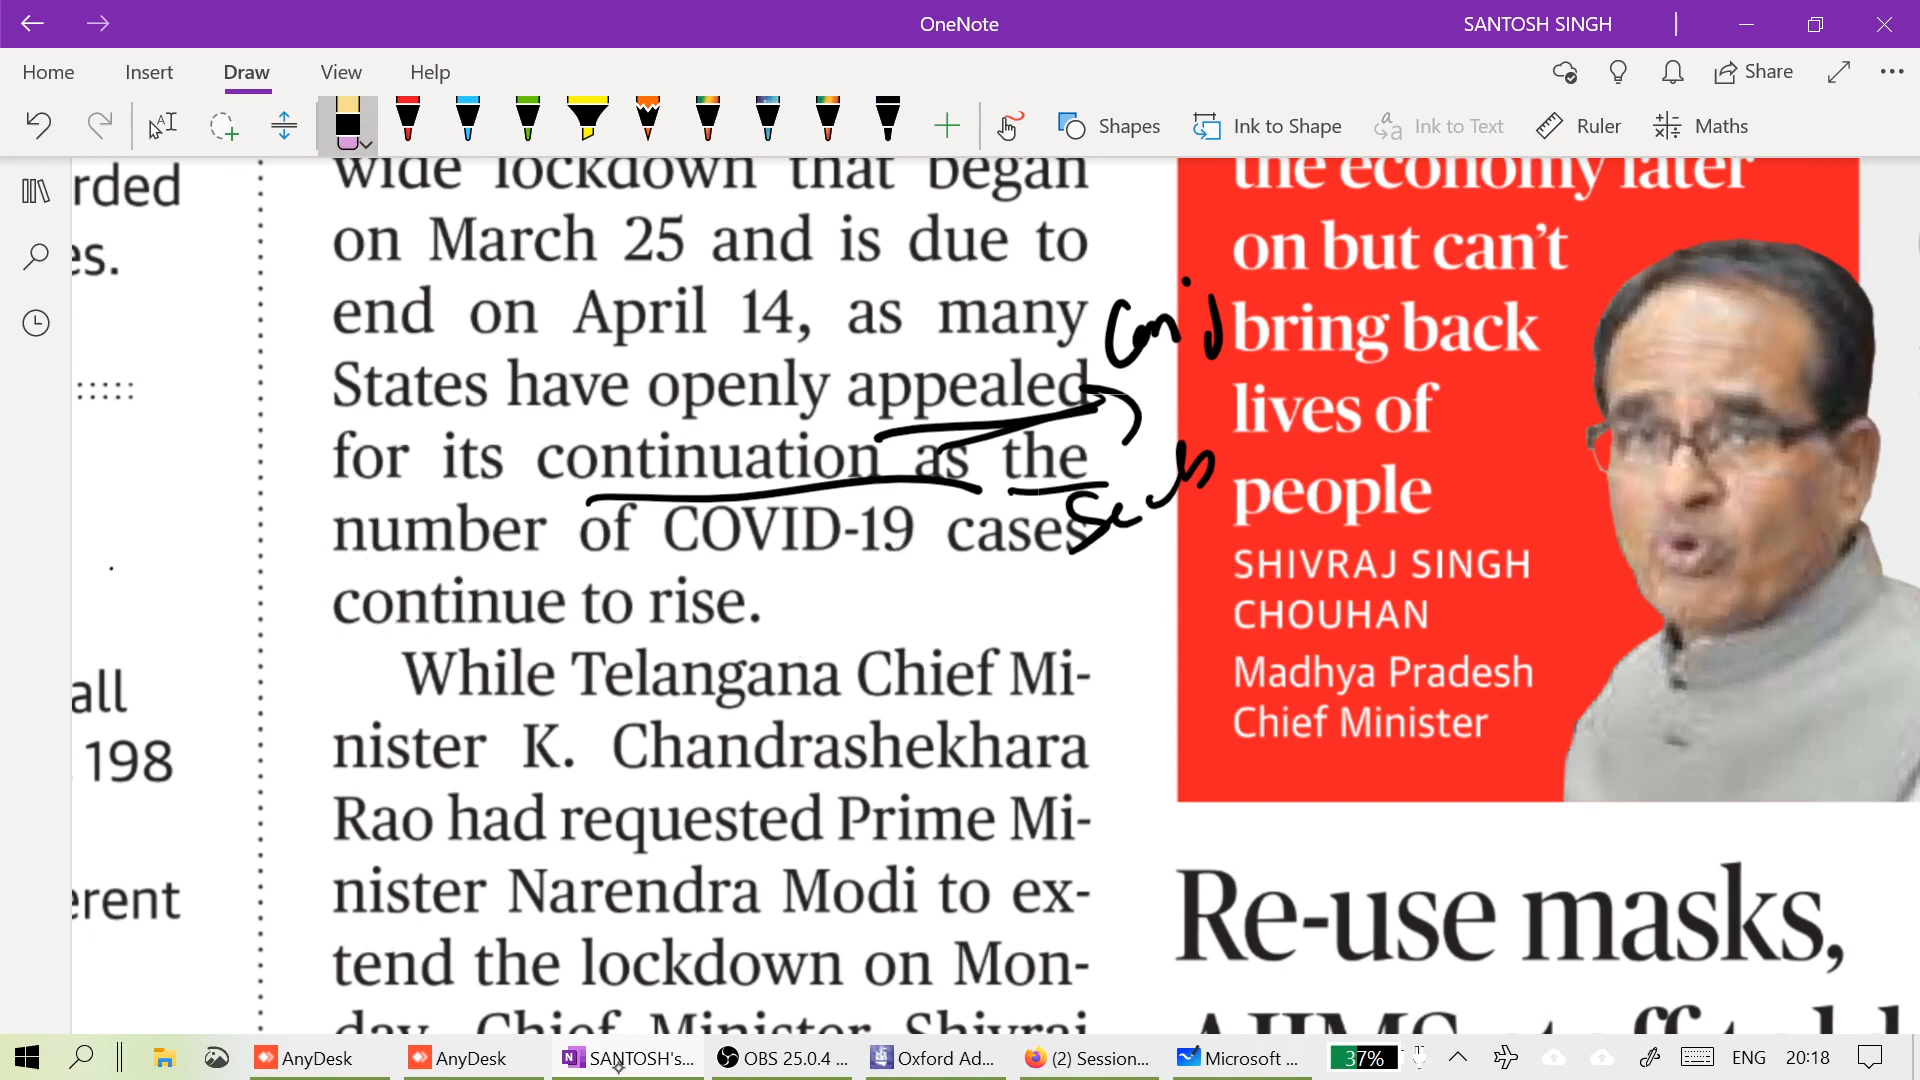 OneNote
SANTOSH SINGH
Home Insert Draw View Help
Share
Shapes
Ink to Shape
Ink to Text
Ruler
Maths
rded
es.
all
198
erent
wide lockdown that began
on March 25 and is due to
end on April 14, as many
States have openly appealed
for its continuation as the
number of COVID-19 cases
continue to rise.
While Telangana Chief Mi-
nister K. Chandrashekhara
Rao had requested Prime Mi-
nister Narendra Modi to ex-
tend the lockdown on Mon-
day, Chief Minister Shivraj
the economy later
on but can't
bring back
lives of
people
SHIVRAJ SINGH
CHOUHAN
Madhya Pradesh
Chief Minister
Re-use masks,
AnyDesk
AnyDesk
SANTOSH's...
OBS 25.0.4 ...
Oxford Ad...
(2) Session...
Microsoft ...
37%
ENG
20:18